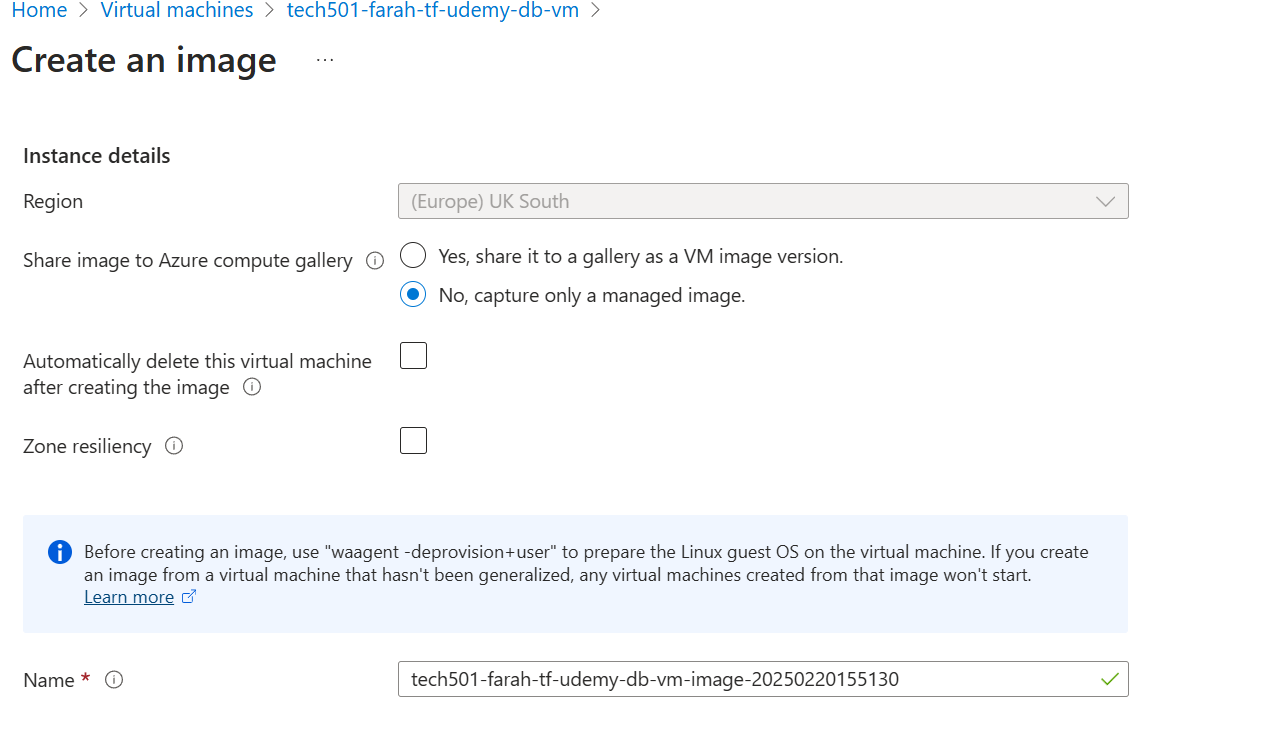 Home > Virtual machines > tech501-farah-tf-udemy-db-vm >
Create an image ...
Instance details
Region
(Europe) UK South
Share image to Azure compute gallery
Yes, share it to a gallery as a VM image version.
No, capture only a managed image.
Automatically delete this virtual machine
after creating the image
Zone resiliency
Before creating an image, use "waagent -deprovision+user" to prepare the Linux guest OS on the virtual machine. If you create
an image from a virtual machine that hasn't been generalized, any virtual machines created from that image won't start.
Learn more
Name *
tech501-farah-tf-udemy-db-vm-image-20250220155130